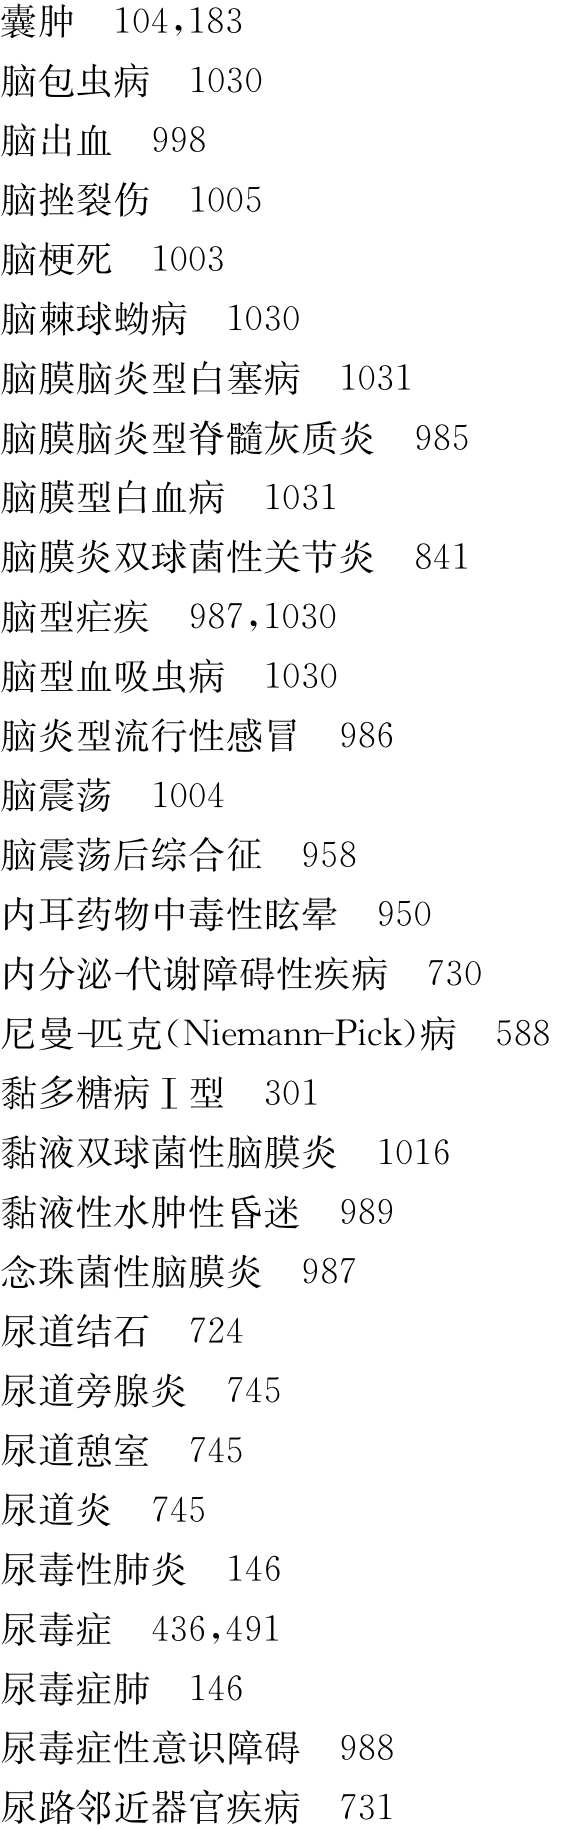 囊肿　104,183
脑包虫病　1030
脑出血　998
脑挫裂伤　1005
脑梗死　1003
脑棘球蚴病　1030
脑膜脑炎型白塞病　1031
脑膜脑炎型脊髓灰质炎　985
脑膜型白血病　1031
脑膜炎双球菌性关节炎　841
脑型疟疾　987,1030
脑型血吸虫病　1030
脑炎型流行性感冒　986
脑震荡　1004
脑震荡后综合征　958
内耳药物中毒性眩晕　950
内分泌-代谢障碍性疾病　730
尼曼-匹克(Niemann-Pick)病　588
黏多糖病Ⅰ型　301
黏液双球菌性脑膜炎　1016
黏液性水肿性昏迷　989
念珠菌性脑膜炎　987
尿道结石　724
尿道旁腺炎　745
尿道憩室　745
尿道炎　745
尿毒性肺炎　146
尿毒症　436,491
尿毒症肺　146
尿毒症性意识障碍　988
尿路邻近器官疾病　731